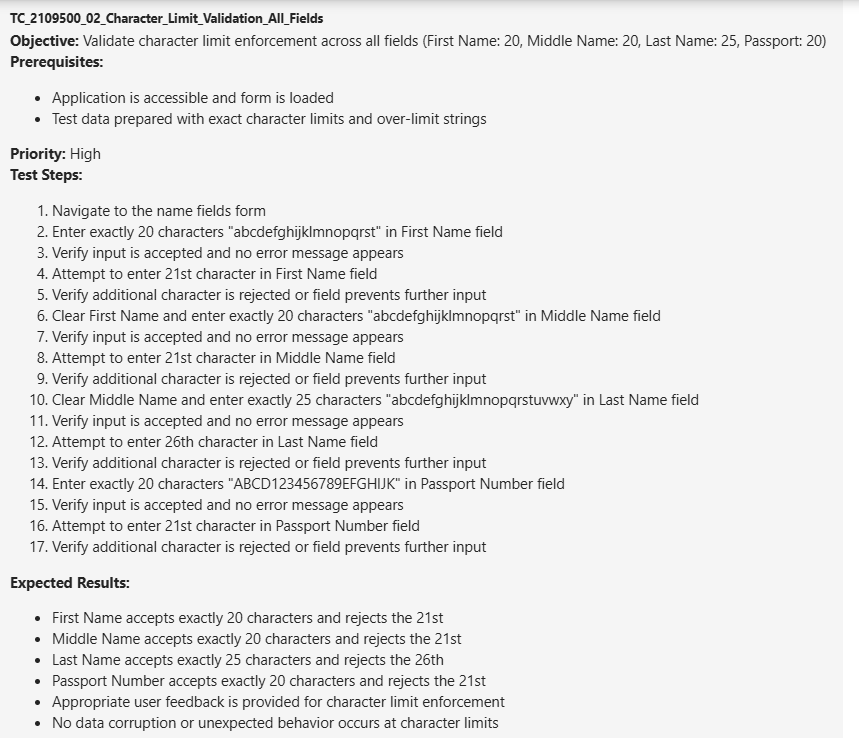 TC_2109500_02_Character_Limit_Validation_All_Fields
Objective: Validate character limit enforcement across all fields (First Name: 20, Middle Name: 20, Last Name: 25, Passport: 20)
Prerequisites:
• Application is accessible and form is loaded
• Test data prepared with exact character limits and over-limit strings
Priority: High
Test Steps:
1. Navigate to the name fields form
2. Enter exactly 20 characters "abcdefghijklmnopqrst" in First Name field
3. Verify input is accepted and no error message appears
4. Attempt to enter 21st character in First Name field
5. Verify additional character is rejected or field prevents further input
6. Clear First Name and enter exactly 20 characters "abcdefghijklmnopqrst" in Middle Name field
7. Verify input is accepted and no error message appears
8. Attempt to enter 21st character in Middle Name field
9. Verify additional character is rejected or field prevents further input
10. Clear Middle Name and enter exactly 25 characters "abcdefghijklmnopqrstuvwxy" in Last Name field
11. Verify input is accepted and no error message appears
12. Attempt to enter 26th character in Last Name field
13. Verify additional character is rejected or field prevents further input
14. Enter exactly 20 characters "ABCD123456789EFGHIJK" in Passport Number field
15. Verify input is accepted and no error message appears
16. Attempt to enter 21st character in Passport Number field
17. Verify additional character is rejected or field prevents further input
Expected Results:
• First Name accepts exactly 20 characters and rejects the 21st
• Middle Name accepts exactly 20 characters and rejects the 21st
• Last Name accepts exactly 25 characters and rejects the 26th
• Passport Number accepts exactly 20 characters and rejects the 21st
• Appropriate user feedback is provided for character limit enforcement
• No data corruption or unexpected behavior occurs at character limits